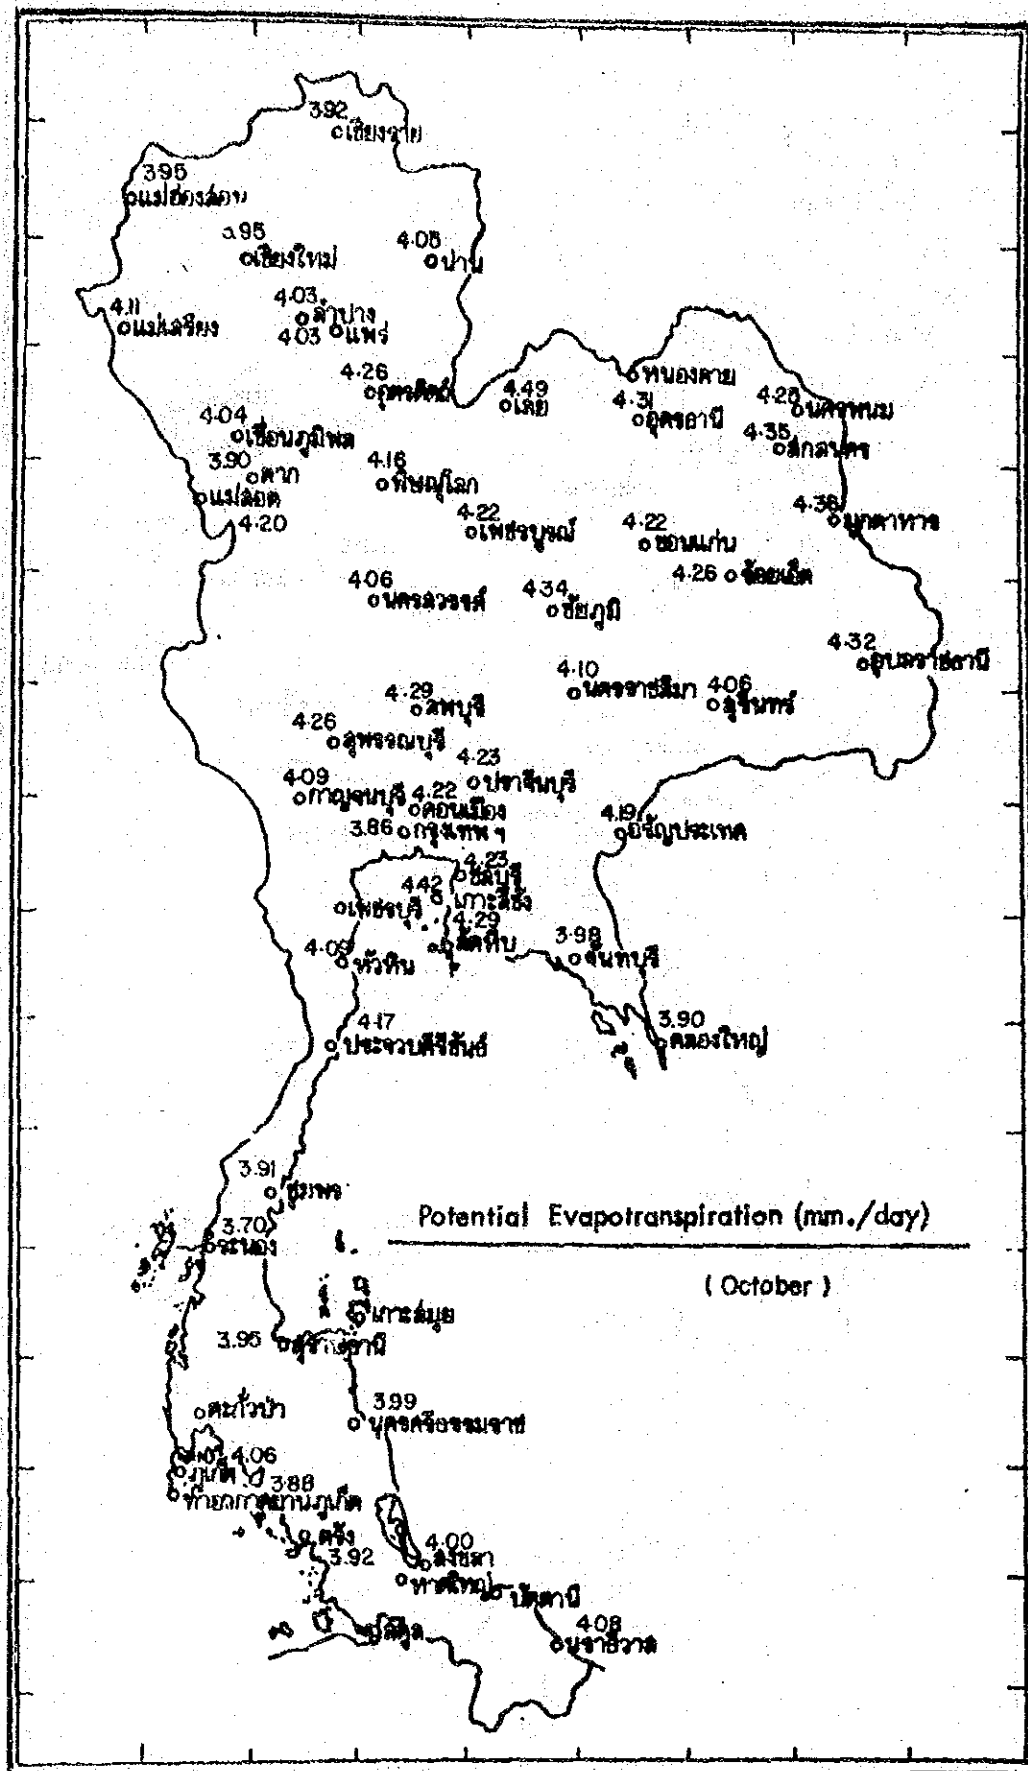 3.92
เชียงราย
3.95
แม่ฮ่องสอน
3.95
เชียงใหม่
4.05
น่าน
4.11
แม่เสรียง
4.03
ลำปาง
4.03
แพร่
4.26
อุตรดิตถ์
4.49
เลย
หนองคาย
4.31
อุดรธานี
นครพนม
4.35
สกลนคร
4.04
เขื่อนภูมิพล
3.90
ตาก
แม่สอด
4.20
4.16
พิษณุโลก
4.22
เพชรบูรณ์
4.22
ขอนแก่น
4.36
มุกดาหาร
4.26
ร้อยเอ็ด
4.06
นครสวรรค์
4.34
ชัยภูมิ
4.32
อุบลราชธานี
4.10
นครราชสีมา
4.06
สุรินทร์
4.29
ลพบุรี
4.26
สุพรรณบุรี
4.23
ปราจีนบุรี
4.09
กาญจนบุรี
4.22
ดอนเมือง
3.86
กรุงเทพ ฯ
4.19
อรัญประเทศ
4.23
ชลบุรี
4.42
เกาะสีชัง
เพชรบุรี
4.29
สัตหีบ
4.09
หัวหิน
3.98
จันทบุรี
4.17
ประจวบคีรีขันธ์
3.90
คลองใหญ่
3.91
ชุมพร
3.70
ระนอง
Potential Evapotranspiration (mm./day)
( October )
เกาะสมุย
3.95
สุราษธานี
3.99
นครศรีธรรมราช
ตะกั่วป่า
4.06
ภูเก็ต
3.88
ท่าอากาศยานภูเก็ต
ตรัง
3.92
4.00
สงขลา
หาดใหญ่
ปัตตานี
สตูล
4.08
นราธิวาส